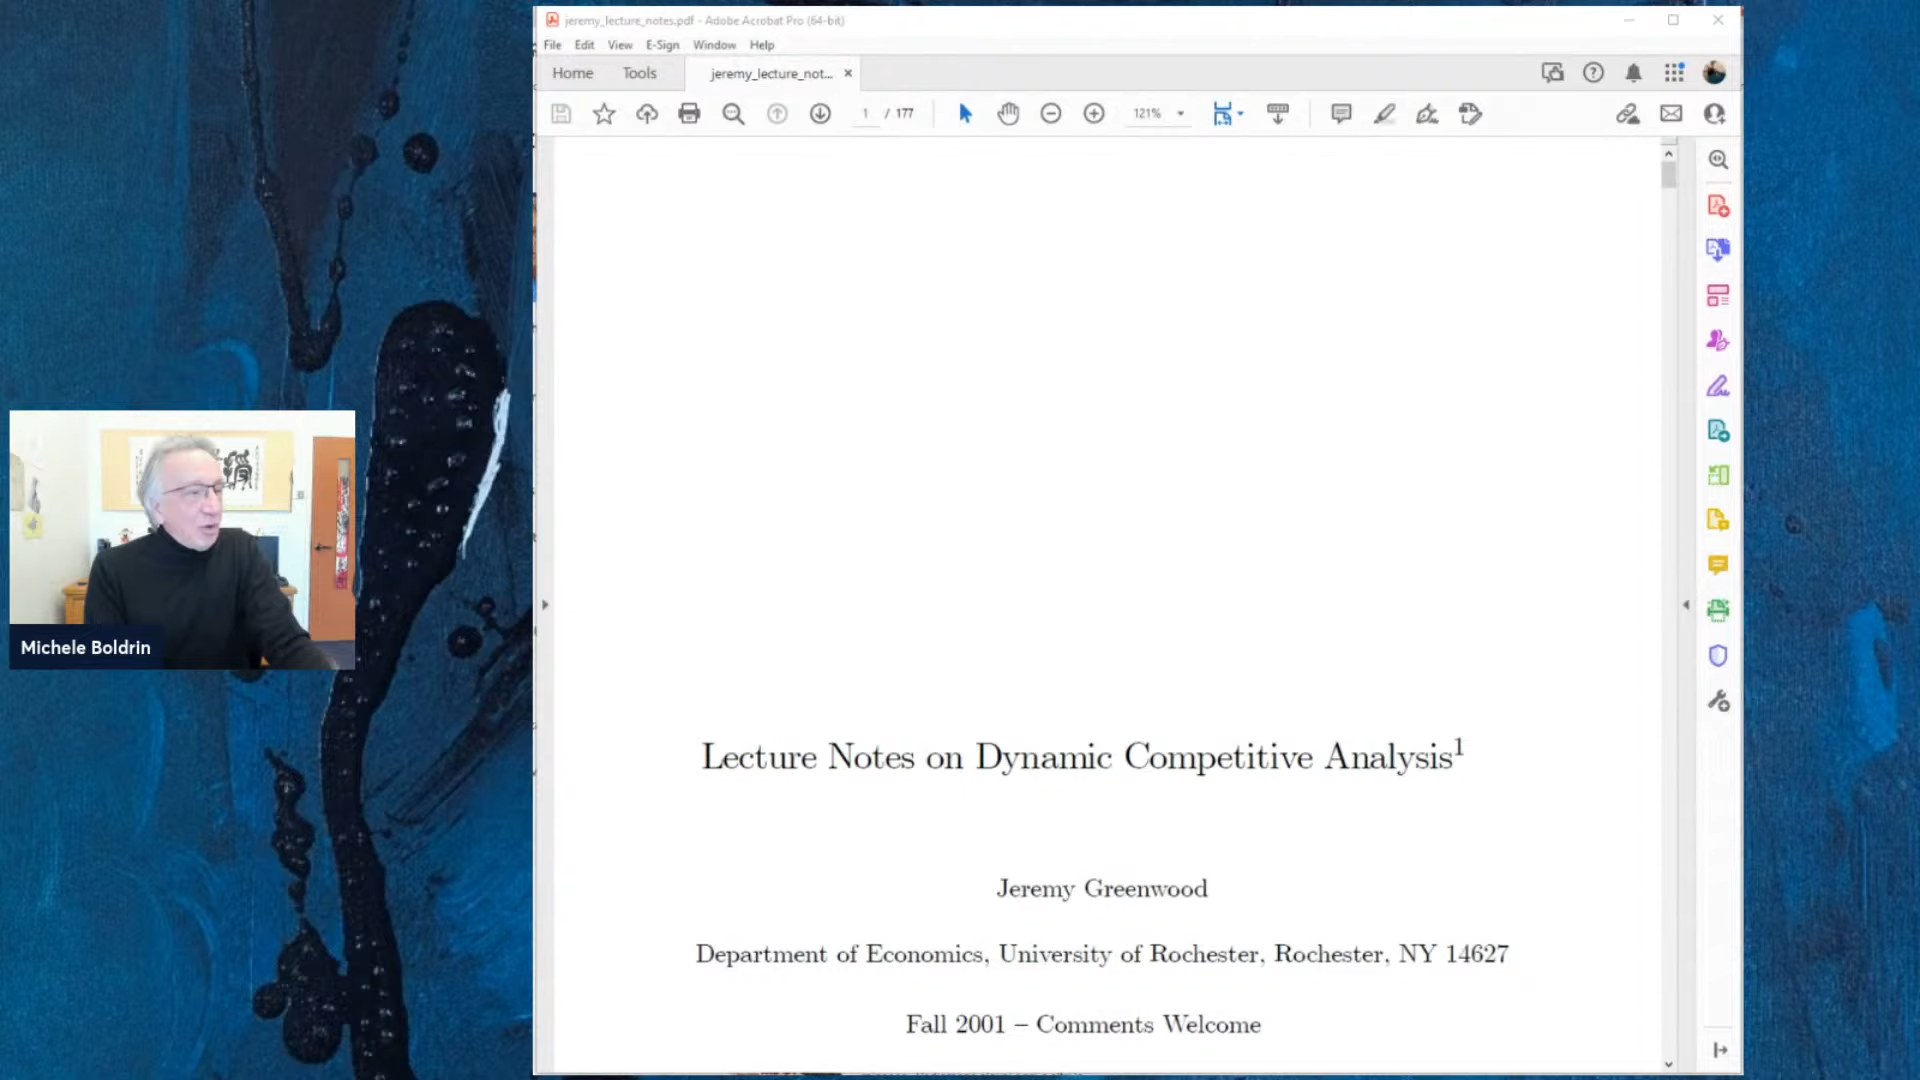 jeremy_lecture_notes.pdf - Adobe Acrobat Pro (64-bit)
File Edit View E-Sign Window Help
Home Tools jeremy_lecture_not... ×
1 / 177 121%
Lecture Notes on Dynamic Competitive Analysis¹
Jeremy Greenwood
Department of Economics, University of Rochester, Rochester, NY 14627
Fall 2001 – Comments Welcome
Michele Boldrin